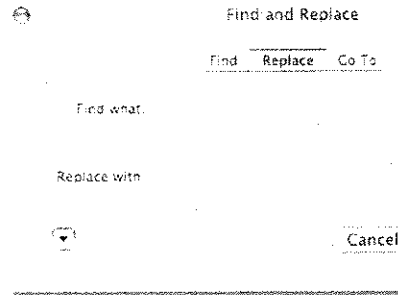 Find and Replace
Find Replace Go To
Find what:
Replace with
Cancel